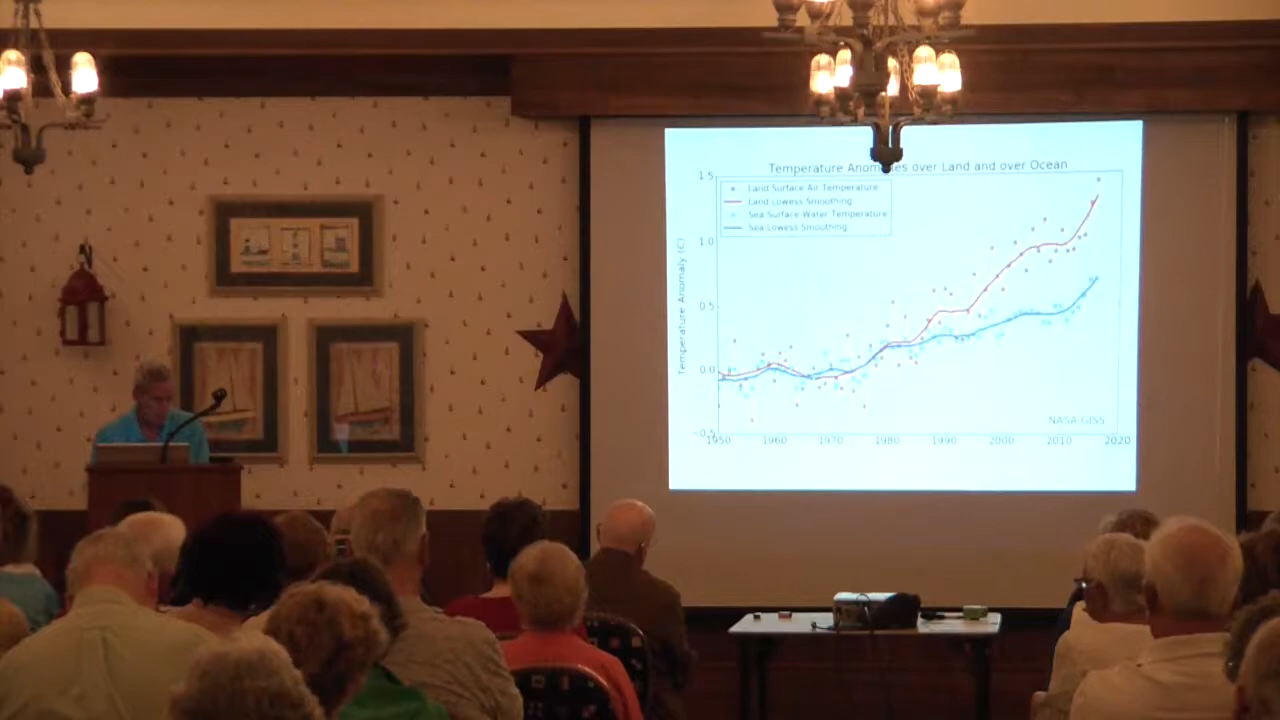 Temperature Anomalies over Land and over Ocean
Land Surface Air Temperature
Land Lowess Smoothing
Sea Surface Water Temperature
Sea Lowess Smoothing
Temperature Anomaly (C)
1.5
1.0
0.5
0.0
-0.5
NASA GISS
1950 1960 1970 1980 1990 2000 2010 2020